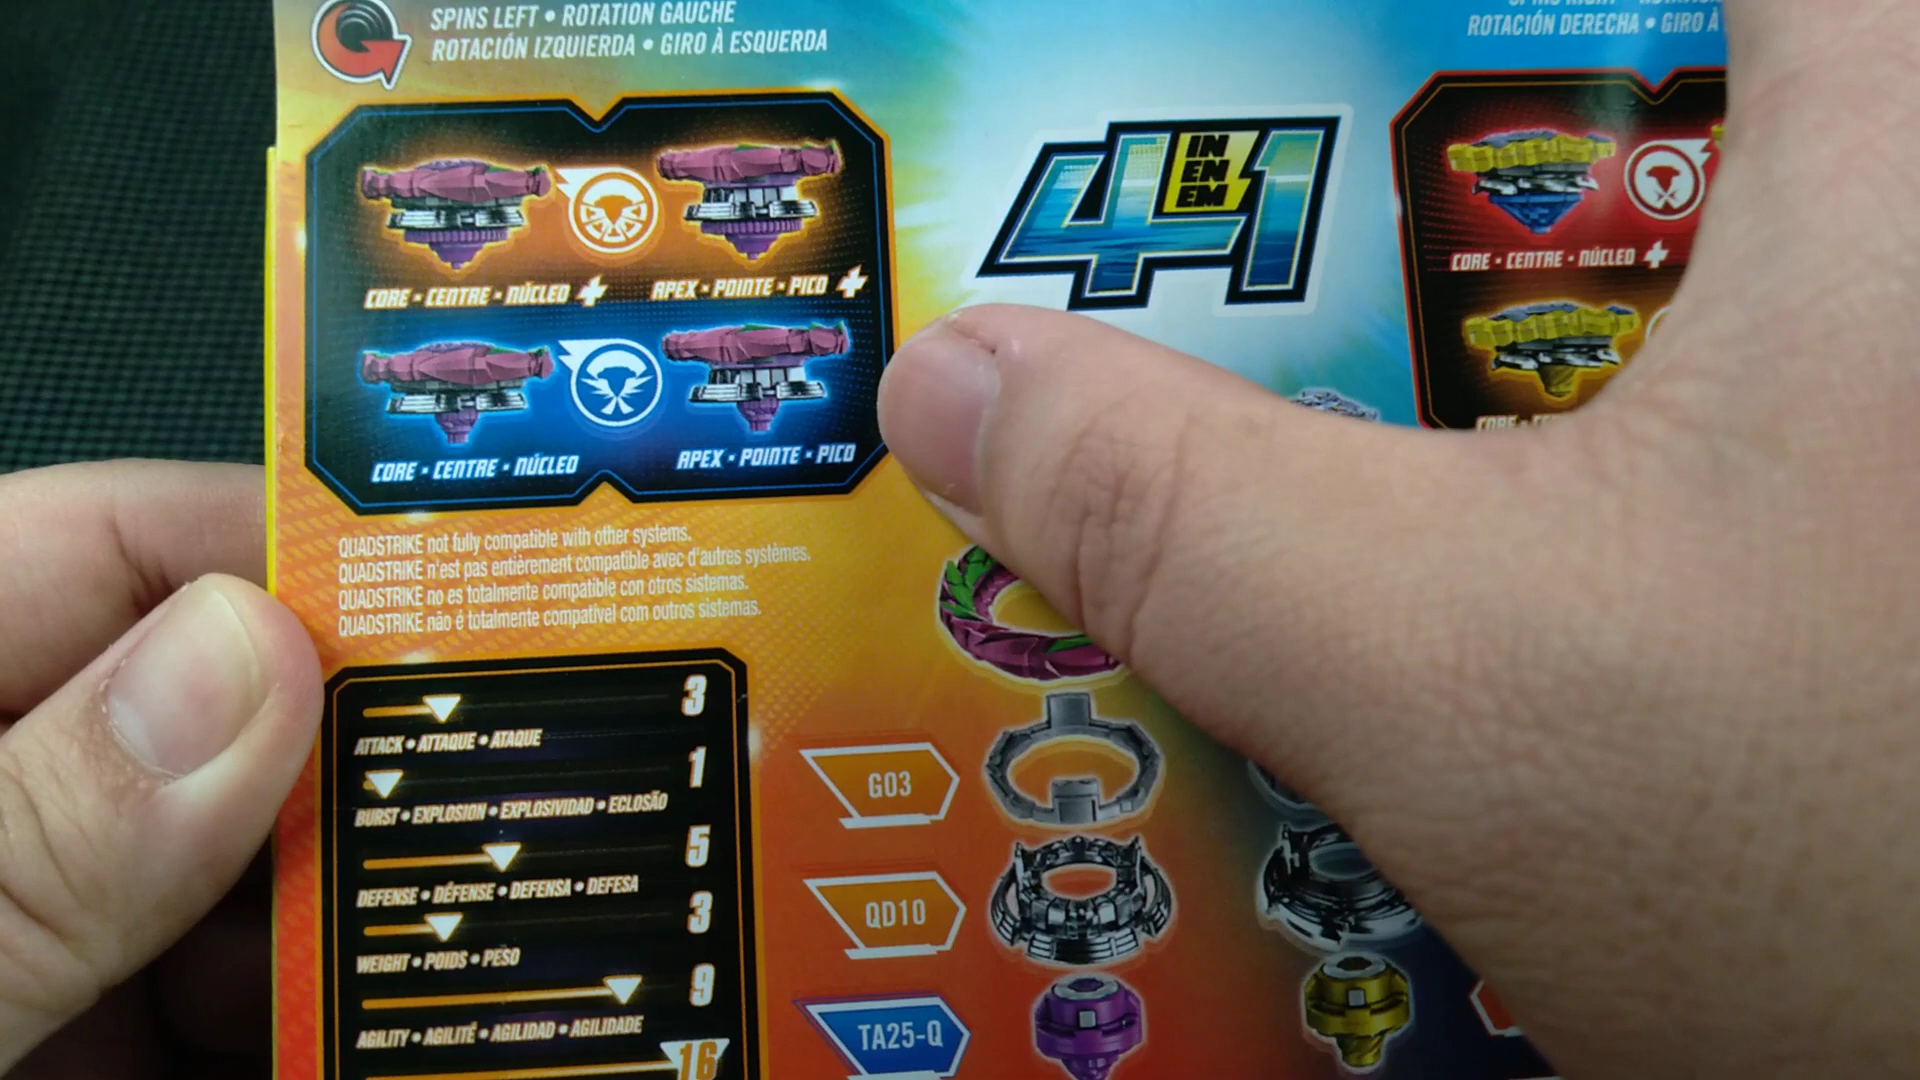 SPINS LEFT • ROTATION GAUCHE
ROTACIÓN IZQUIERDA • GIRO À ESQUERDA
ROTACIÓN DERECHA • GIRO À
4 IN EN EM 1
CORE • CENTRE • NÚCLEO +
APEX • POINTE • PICO +
CORE • CENTRE • NÚCLEO
APEX • POINTE • PICO
CORE • CENTRE • NÚCLEO +
QUADSTRIKE not fully compatible with other systems.
QUADSTRIKE n'est pas entièrement compatible avec d'autres systèmes.
QUADSTRIKE no es totalmente compatible con otros sistemas.
QUADSTRIKE não é totalmente compatível com outros sistemas.
3
ATTACK • ATTAQUE • ATAQUE
1
BURST • EXPLOSION • EXPLOSIVIDAD • ECLOSÃO
5
DEFENSE • DÉFENSE • DEFENSA • DEFESA
3
WEIGHT • POIDS • PESO
9
AGILITY • AGILITÉ • AGILIDAD • AGILIDADE
16
G03
QD10
TA25-Q